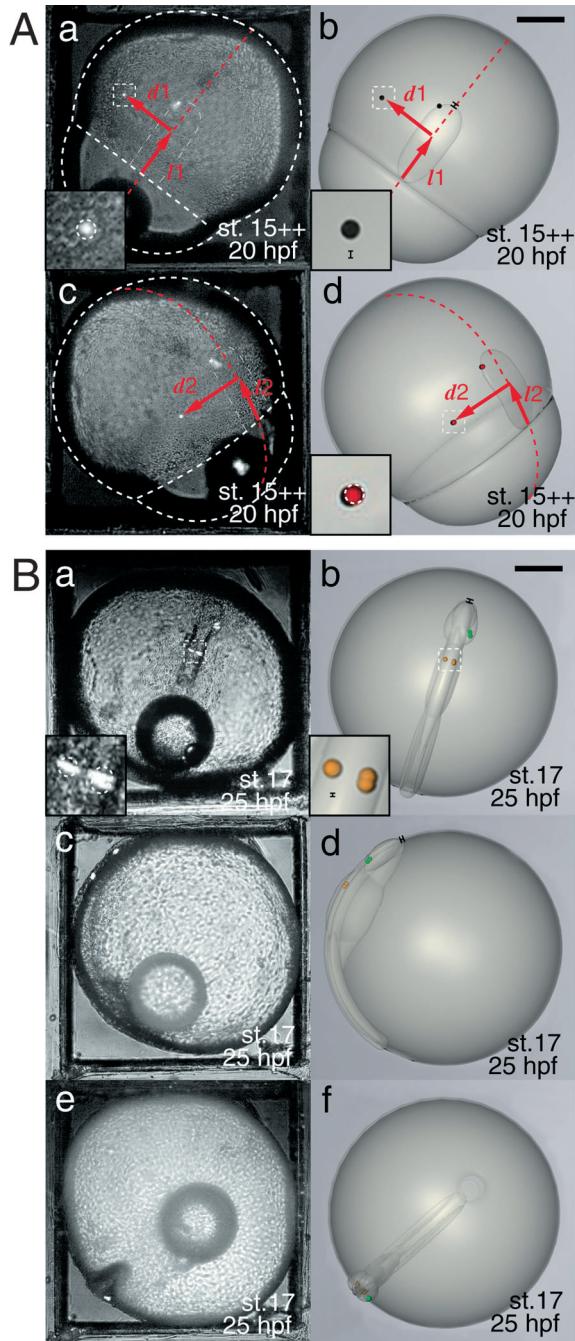 A
a
d1
l1
st. 15++
20 hpf
b
d1
l1
H
st. 15++
20 hpf
c
d2
l2
st. 15++
20 hpf
d
d2
l2
st. 15++
20 hpf
B
a
st.17
25 hpf
b
H
st.17
25 hpf
c
st.17
25 hpf
d
H
st.17
25 hpf
e
st.17
25 hpf
f
st.17
25 hpf